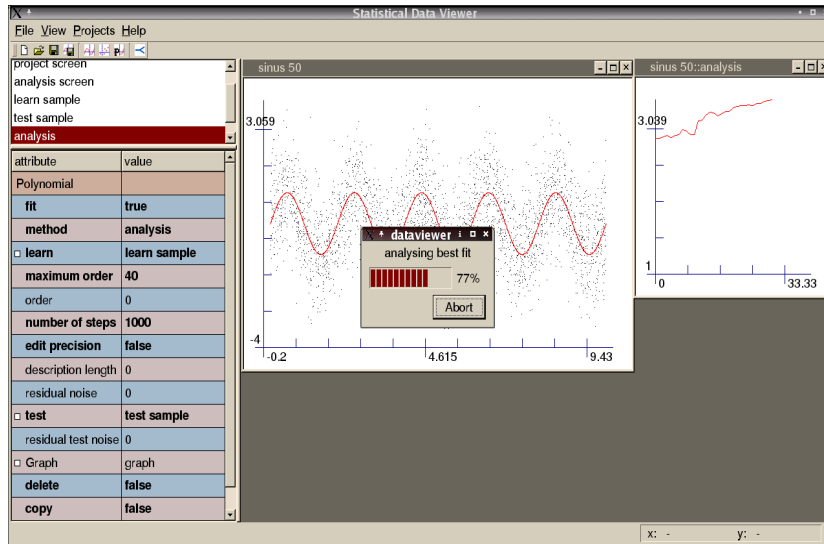 Statistical Data Viewer
File View Projects Help
project screen
analysis screen
learn sample
test sample
analysis
attribute value
Polynomial
fit true
method analysis
learn learn sample
maximum order 40
order 0
number of steps 1000
edit precision false
description length 0
residual noise 0
test test sample
residual test noise 0
Graph graph
delete false
copy false
sinus 50
3.059
-4
-0.2 4.615 9.43
dataviewer
analysing best fit
77%
Abort
sinus 50::analysis
3.039
1
0 33.33
x: - y: -